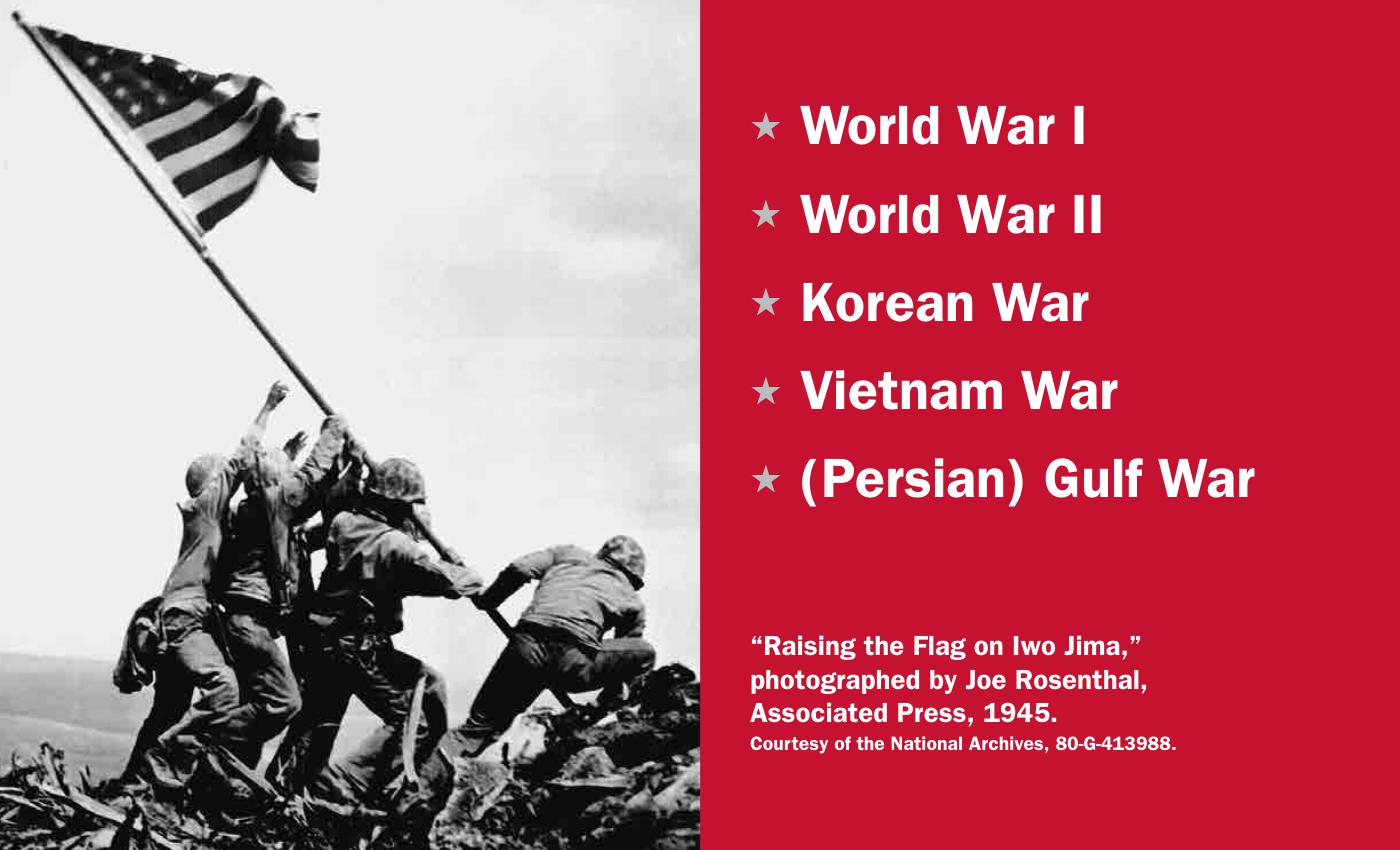 World War I
World War II
Korean War
Vietnam War
(Persian) Gulf War
“Raising the Flag on Iwo Jima,”
photographed by Joe Rosenthal,
Associated Press, 1945.
Courtesy of the National Archives, 80-G-413988.